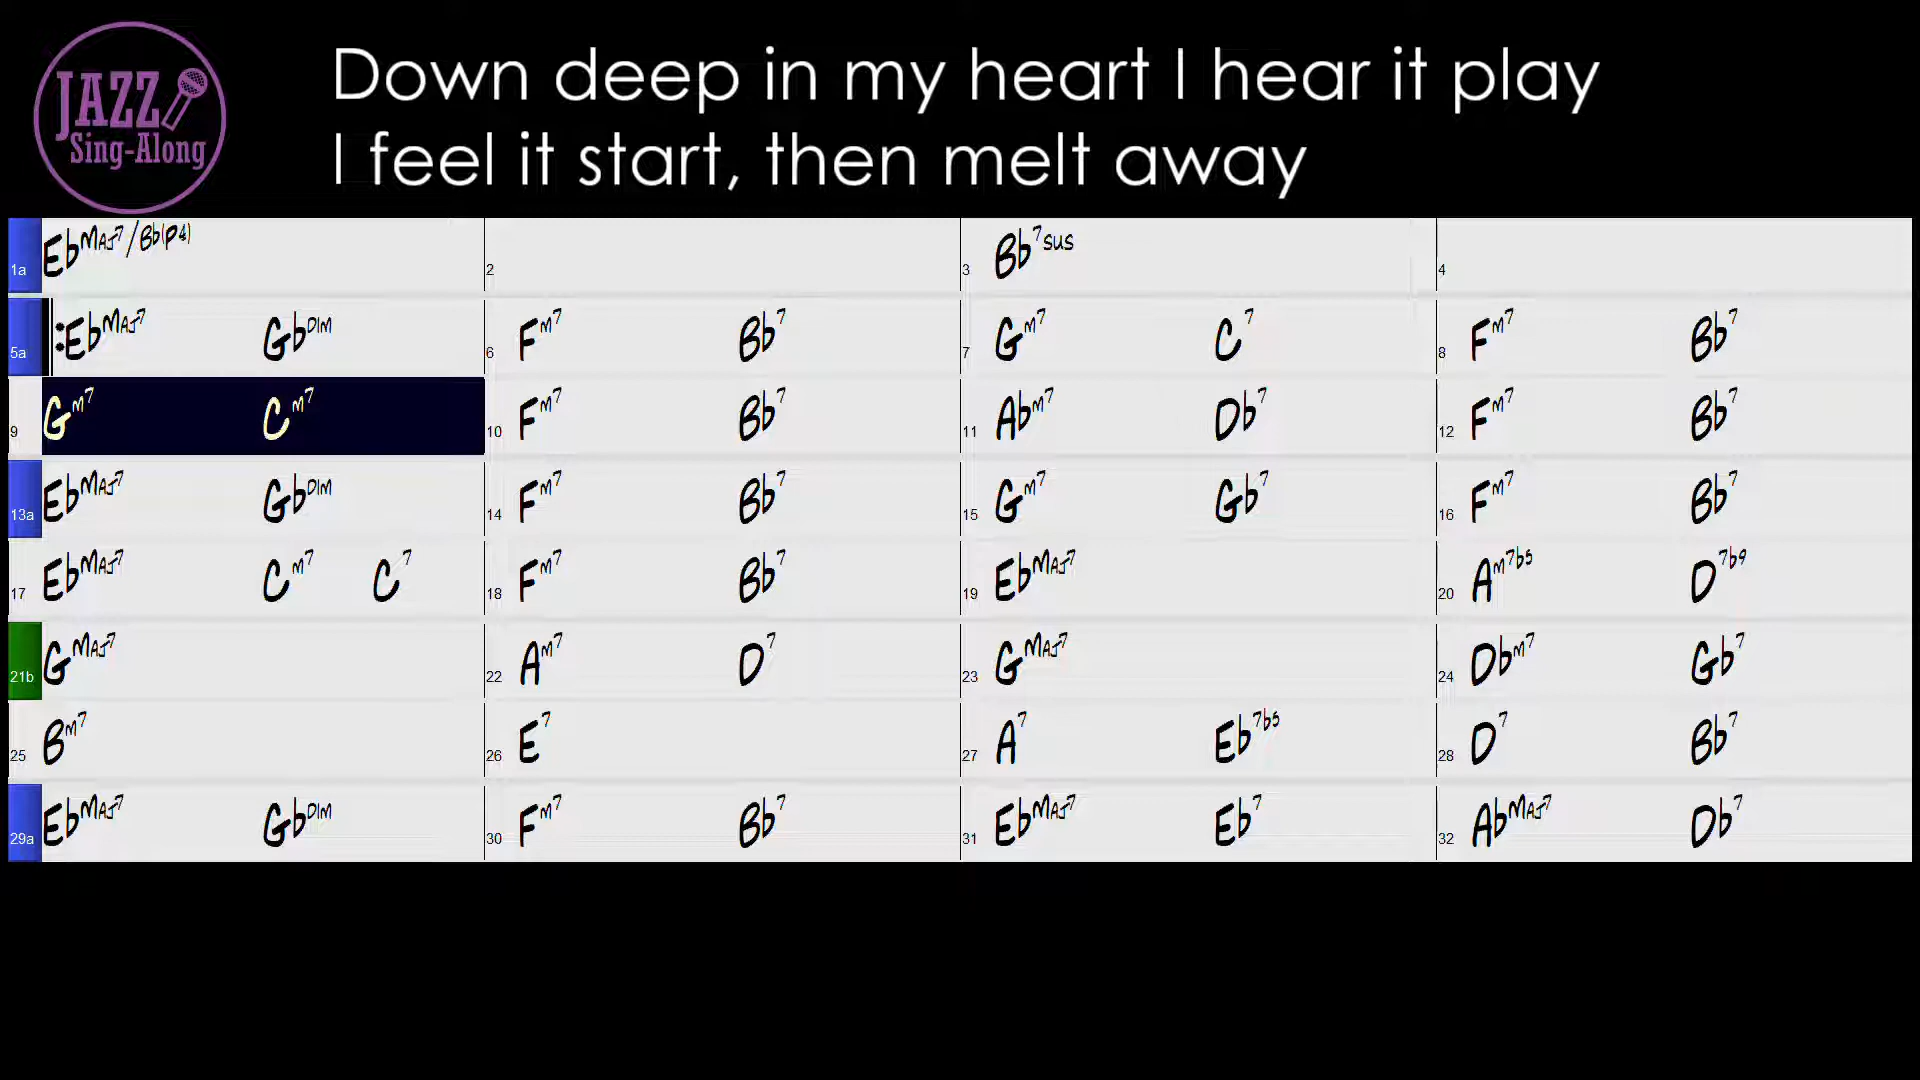 JAZZ
Sing-Along
Down deep in my heart I hear it play
I feel it start, then melt away
1a EbMAJ7/Bb(P4) 2 3 Bb7sus 4
5a EbMAJ7 GbDIM 6 Fm7 Bb7 7 Gm7 C7 8 Fm7 Bb7
9 Gm7 Cm7 10 Fm7 Bb7 11 Abm7 Db7 12 Fm7 Bb7
13a EbMAJ7 GbDIM 14 Fm7 Bb7 15 Gm7 Gb7 16 Fm7 Bb7
17 EbMAJ7 Cm7 C7 18 Fm7 Bb7 19 EbMAJ7 20 Am7b5 D7b9
21b GMAJ7 22 Am7 D7 23 GMAJ7 24 Dbm7 Gb7
25 Bm7 26 E7 27 A7 Eb7b5 28 D7 Bb7
29a EbMAJ7 GbDIM 30 Fm7 Bb7 31 EbMAJ7 Eb7 32 AbMAJ7 Db7